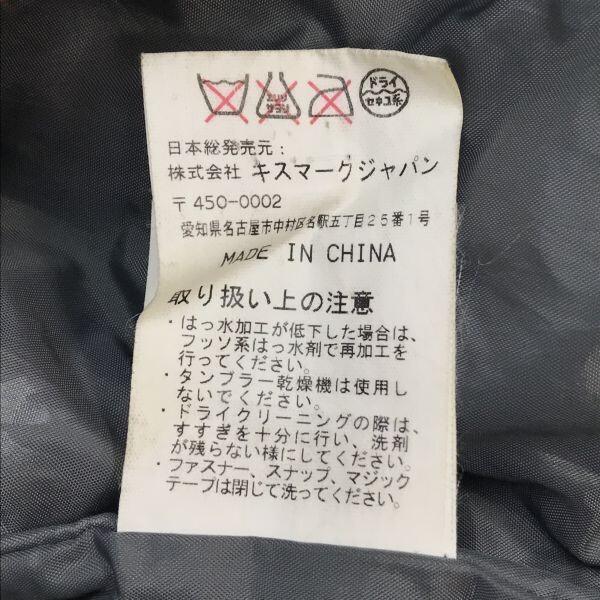 エンソ
サラシ
ドライ
セキユ系
日本総発売元：
株式会社 キスマークジャパン
〒450-0002
愛知県名古屋市中村区名駅五丁目25番1号
MADE IN CHINA
取り扱い上の注意
・はっ水加工が低下した場合は、
フッソ系はっ水剤で再加工を
行ってください。
・タンブラー乾燥機は使用し
ないでください。
・ドライクリーニングの際は、
すすぎを十分に行い、洗剤
が残らない様にしてください。
・ファスナー、スナップ、マジック
テープは閉じて洗ってください。